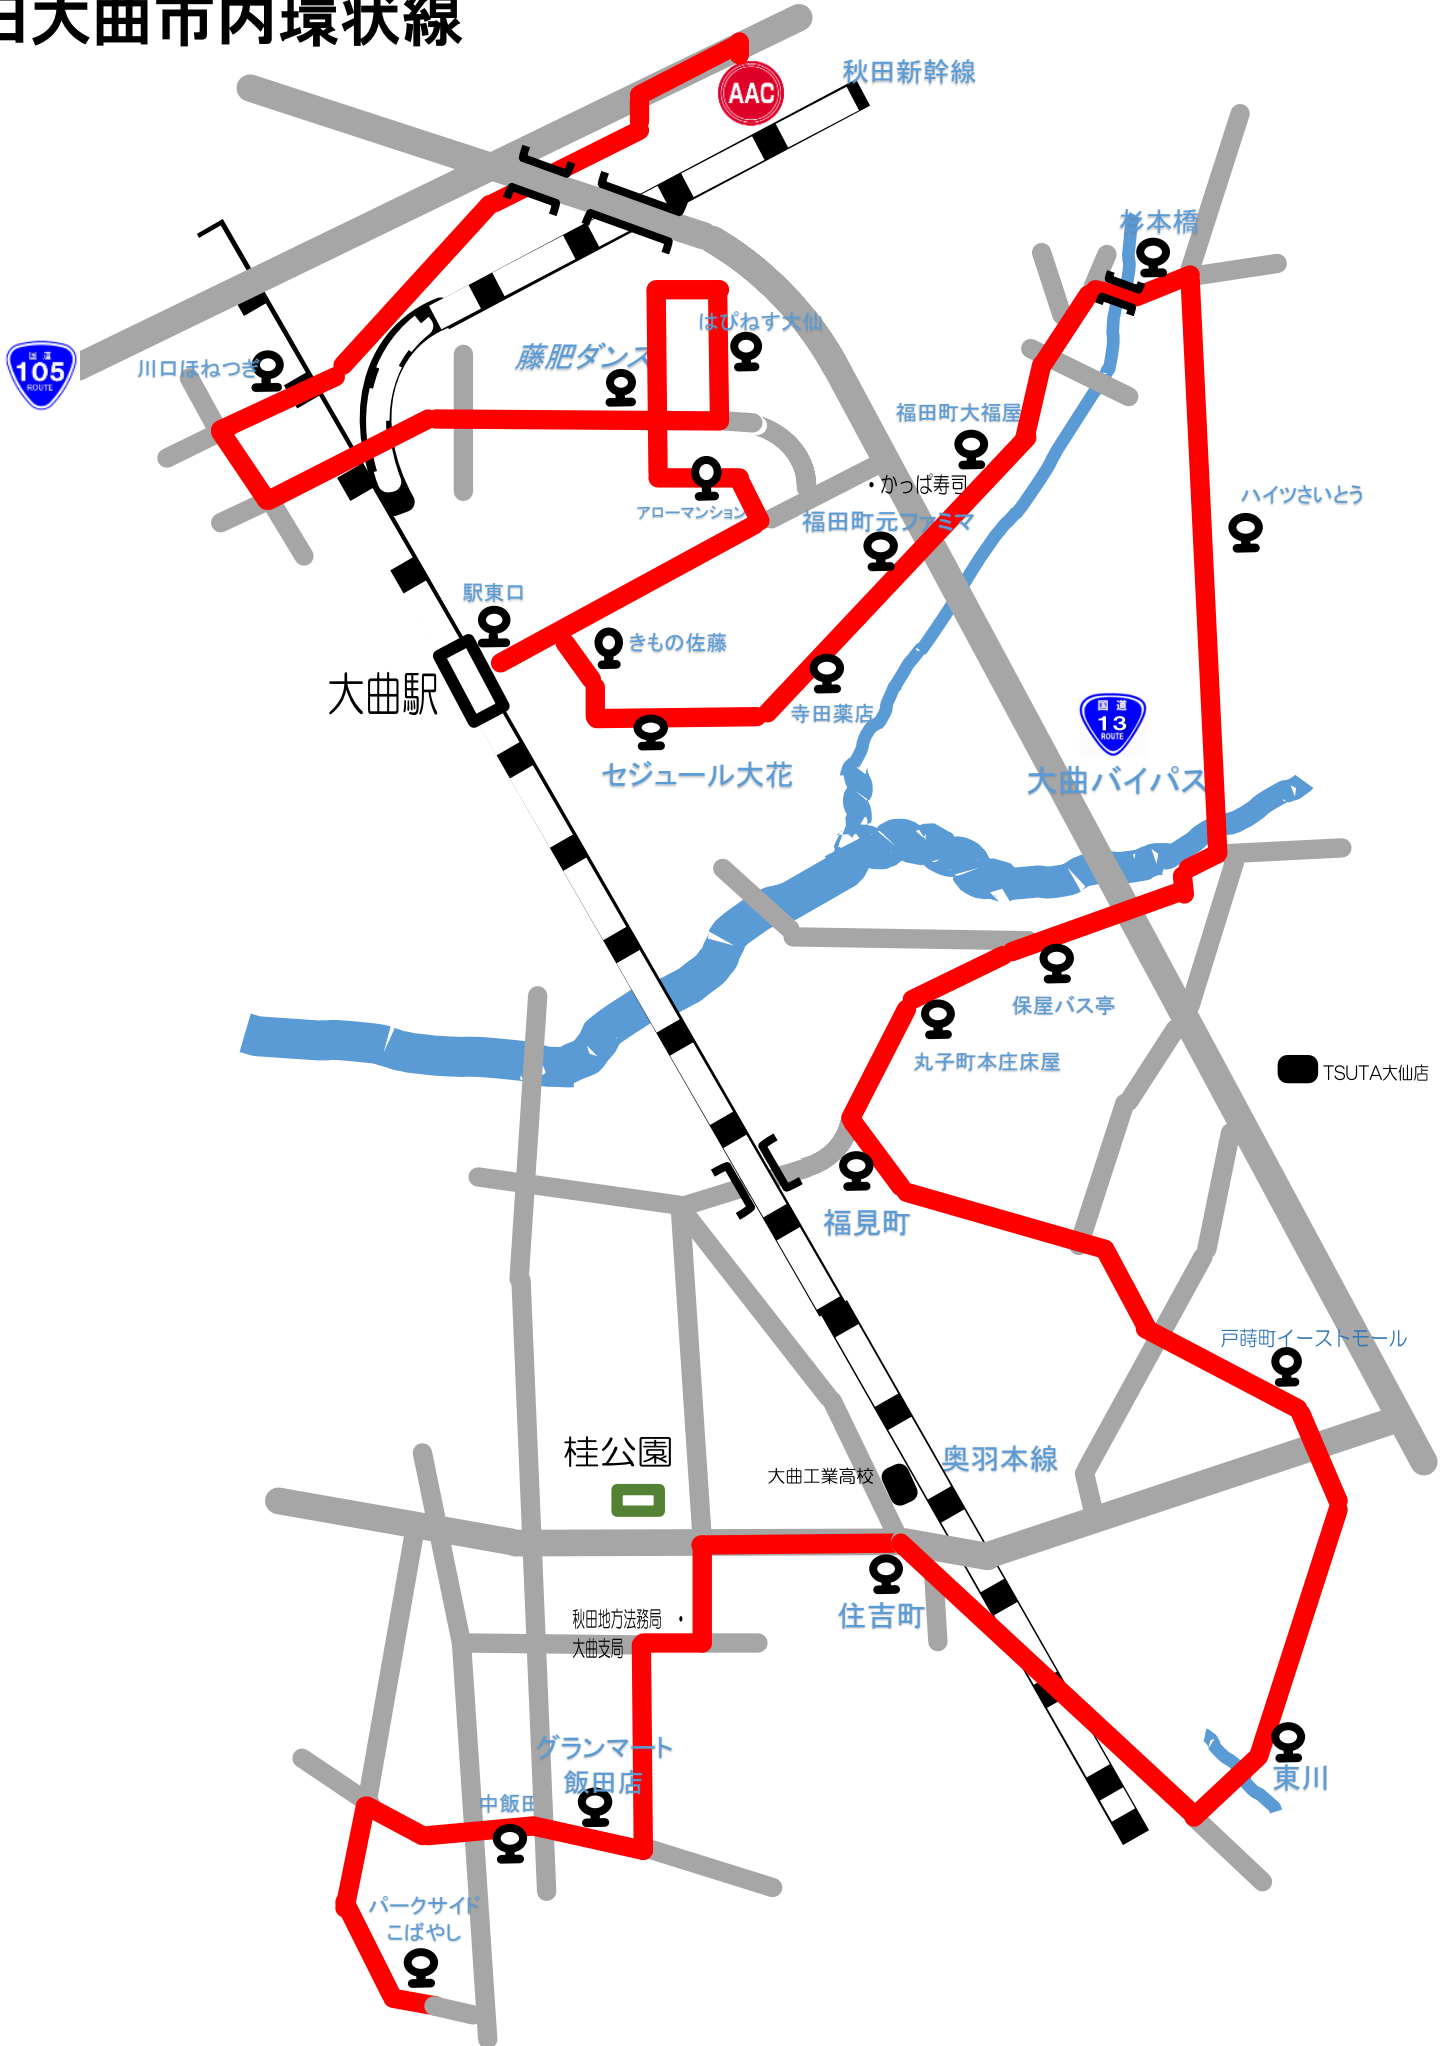 旧大曲市内環状線
秋田新幹線
AAC
杉本橋
国道
105
ROUTE
川口ほねつぎ
はぴねす大仙
藤肥ダンス
福田町大福屋
・かっぱ寿司
アローマンション
福田町元ファミマ
ハイツさいとう
駅東口
きもの佐藤
大曲駅
寺田薬店
国道
13
ROUTE
セジュール大花
大曲バイパス
保屋バス亭
丸子町本庄床屋
TSUTA大仙店
福見町
戸蒔町イーストモール
桂公園
大曲工業高校
奥羽本線
住吉町
秋田地方法務局 ・
大曲支局
グランマート
飯田店
中飯田
東川
パークサイド
こばやし